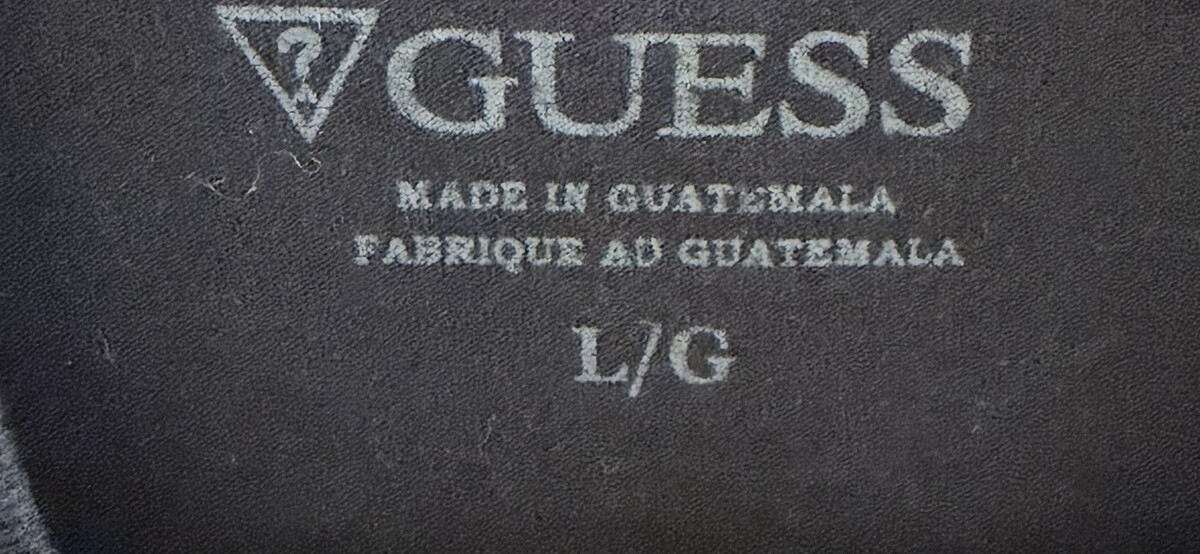 ? GUESS
MADE IN GUATEMALA
FABRIQUE AU GUATEMALA
L/G